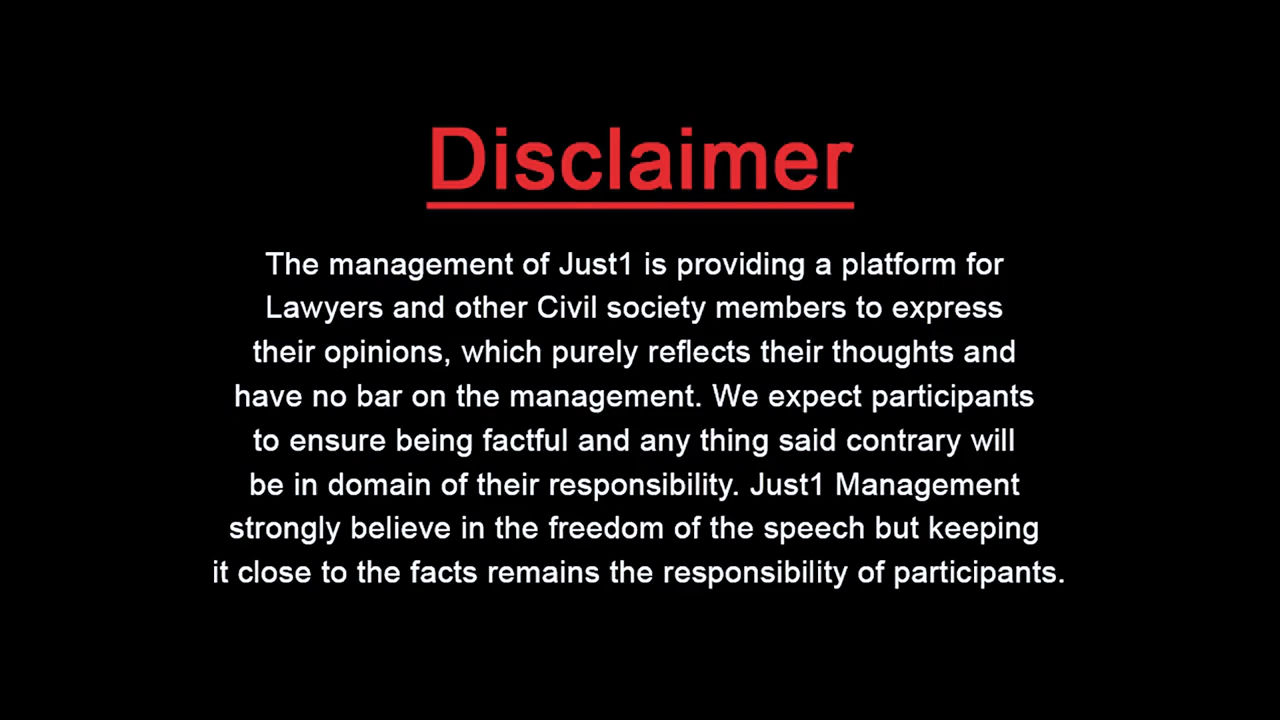 Disclaimer
The management of Just1 is providing a platform for
Lawyers and other Civil society members to express
their opinions, which purely reflects their thoughts and
have no bar on the management. We expect participants
to ensure being factful and any thing said contrary will
be in domain of their responsibility. Just1 Management
strongly believe in the freedom of the speech but keeping
it close to the facts remains the responsibility of participants.